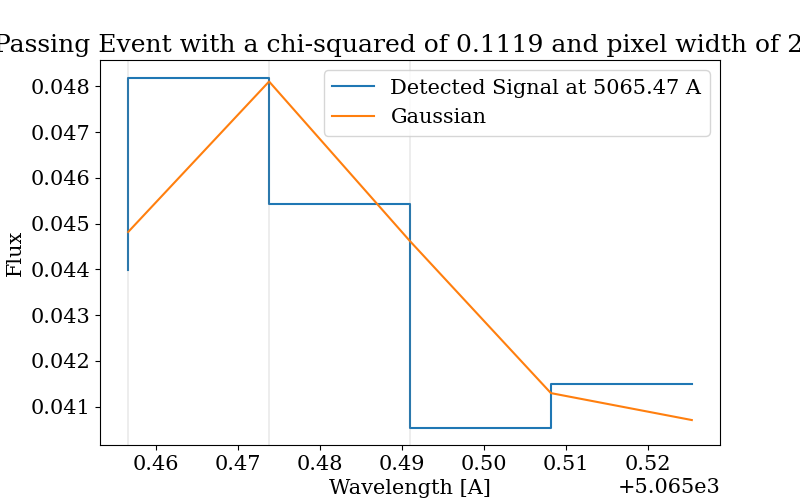 Passing Event with a chi-squared of 0.1119 and pixel width of 2
Detected Signal at 5065.47 A
Gaussian
Flux
0.048
0.047
0.046
0.045
0.044
0.043
0.042
0.041
0.46 0.47 0.48 0.49 0.50 0.51 0.52
Wavelength [A]
+5.065e3